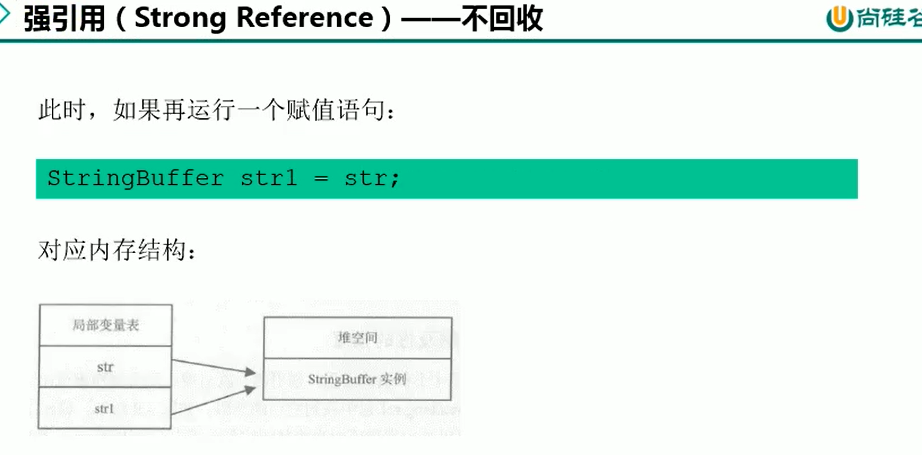 强引用（Strong Reference）——不回收
尚硅谷
此时，如果再运行一个赋值语句：
StringBuffer str1 = str;
对应内存结构：
局部变量表
str
str1
堆空间
StringBuffer 实例